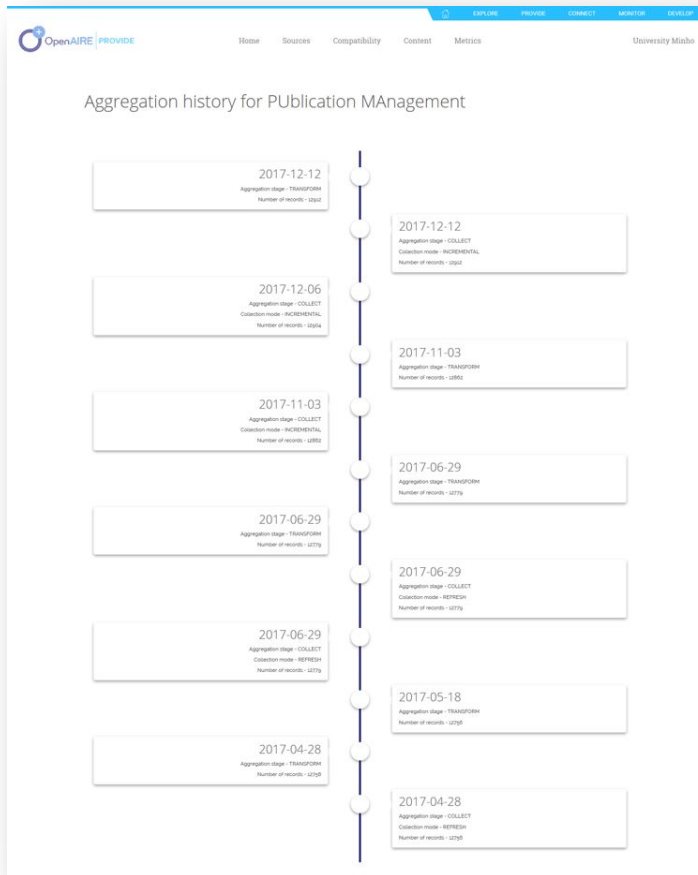 EXPLORE PROVIDE CONNECT MONITOR DEVELOP
OpenAIRE PROVIDE
Home Sources Compatibility Content Metrics University Minho
Aggregation history for PUblication MAnagement
2017-12-12
Aggregation stage - TRANSFORM
Number of records - 12912
2017-12-12
Aggregation stage - COLLECT
Collection mode - INCREMENTAL
Number of records - 12912
2017-12-06
Aggregation stage - COLLECT
Collection mode - INCREMENTAL
Number of records - 12904
2017-11-03
Aggregation stage - TRANSFORM
Number of records - 12862
2017-11-03
Aggregation stage - COLLECT
Collection mode - INCREMENTAL
Number of records - 12862
2017-06-29
Aggregation stage - TRANSFORM
Number of records - 12779
2017-06-29
Aggregation stage - TRANSFORM
Number of records - 12779
2017-06-29
Aggregation stage - COLLECT
Collection mode - REFRESH
Number of records - 12779
2017-06-29
Aggregation stage - COLLECT
Collection mode - REFRESH
Number of records - 12779
2017-05-18
Aggregation stage - TRANSFORM
Number of records - 12756
2017-04-28
Aggregation stage - TRANSFORM
Number of records - 12756
2017-04-28
Aggregation stage - COLLECT
Collection mode - REFRESH
Number of records - 12756